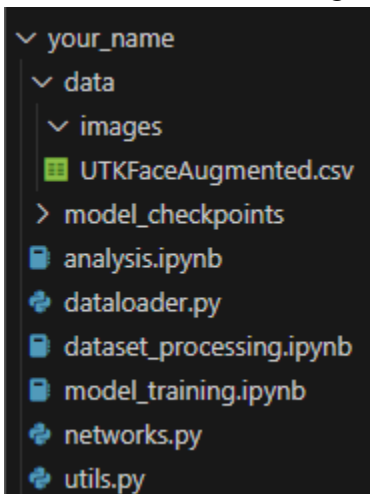 your_name
data
images
UTKFaceAugmented.csv
model_checkpoints
analysis.ipynb
dataloader.py
dataset_processing.ipynb
model_training.ipynb
networks.py
utils.py